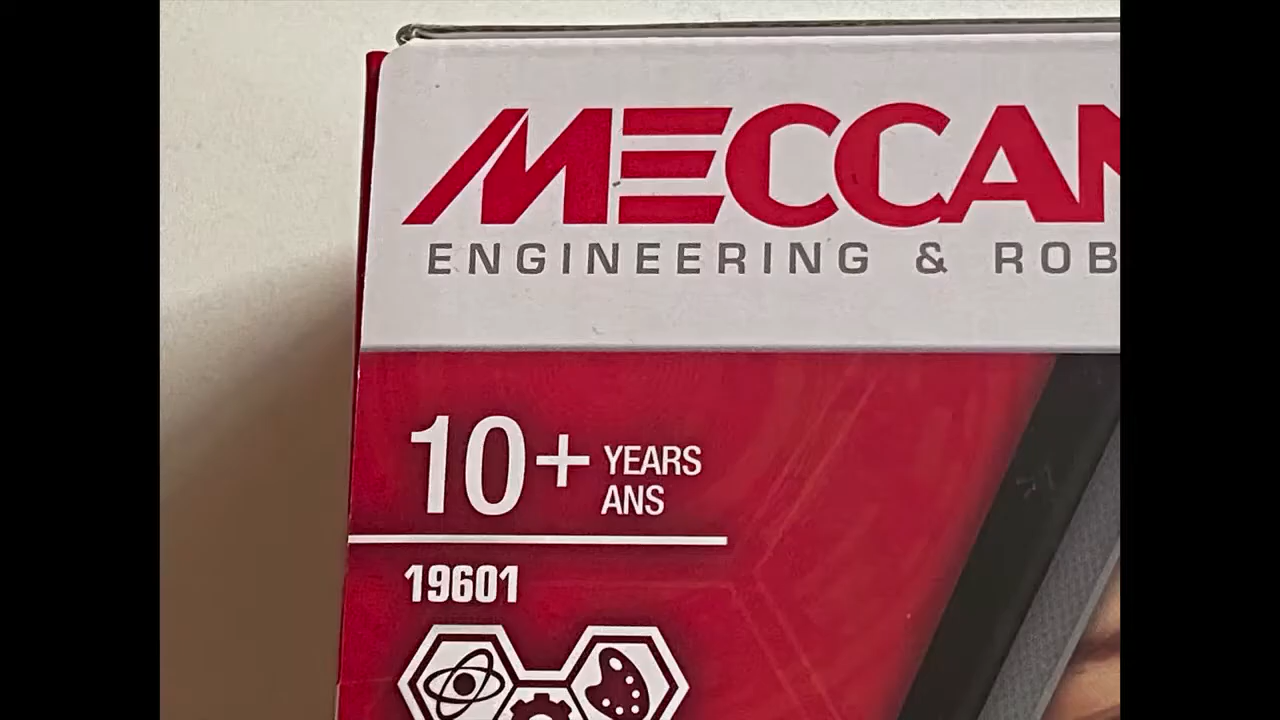 MECCAN
ENGINEERING & ROB
10+ YEARS
ANS
19601